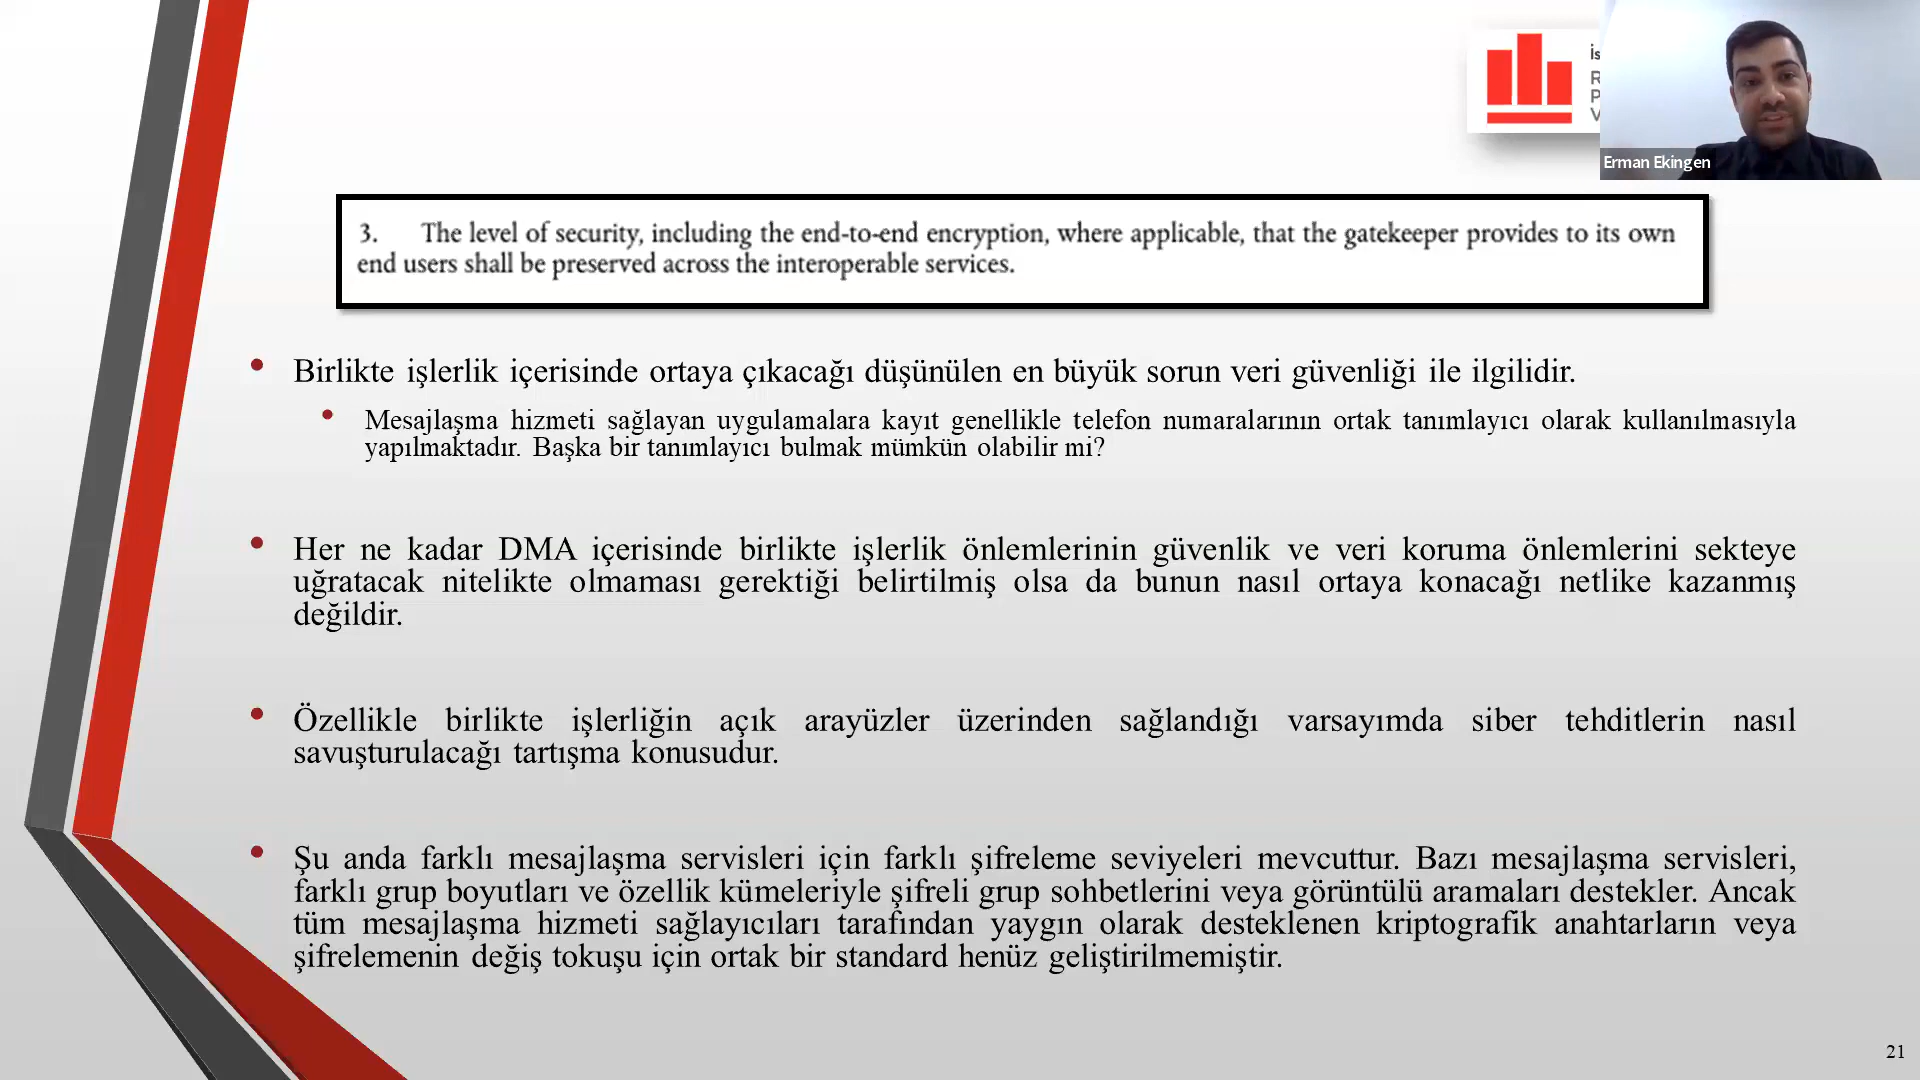 İs
R
P
V
Erman Ekingen
3. The level of security, including the end-to-end encryption, where applicable, that the gatekeeper provides to its own
end users shall be preserved across the interoperable services.
• Birlikte işlerlik içerisinde ortaya çıkacağı düşünülen en büyük sorun veri güvenliği ile ilgilidir.
• Mesajlaşma hizmeti sağlayan uygulamalara kayıt genellikle telefon numaralarının ortak tanımlayıcı olarak kullanılmasıyla
yapılmaktadır. Başka bir tanımlayıcı bulmak mümkün olabilir mi?
• Her ne kadar DMA içerisinde birlikte işlerlik önlemlerinin güvenlik ve veri koruma önlemlerini sekteye
uğratacak nitelikte olmaması gerektiği belirtilmiş olsa da bunun nasıl ortaya konacağı netlike kazanmış
değildir.
• Özellikle birlikte işlerliğin açık arayüzler üzerinden sağlandığı varsayımda siber tehditlerin nasıl
savuşturulacağı tartışma konusudur.
• Şu anda farklı mesajlaşma servisleri için farklı şifreleme seviyeleri mevcuttur. Bazı mesajlaşma servisleri,
farklı grup boyutları ve özellik kümeleriyle şifreli grup sohbetlerini veya görüntülü aramaları destekler. Ancak
tüm mesajlaşma hizmeti sağlayıcıları tarafından yaygın olarak desteklenen kriptografik anahtarların veya
şifrelemenin değiş tokuşu için ortak bir standard henüz geliştirilmemiştir.
21